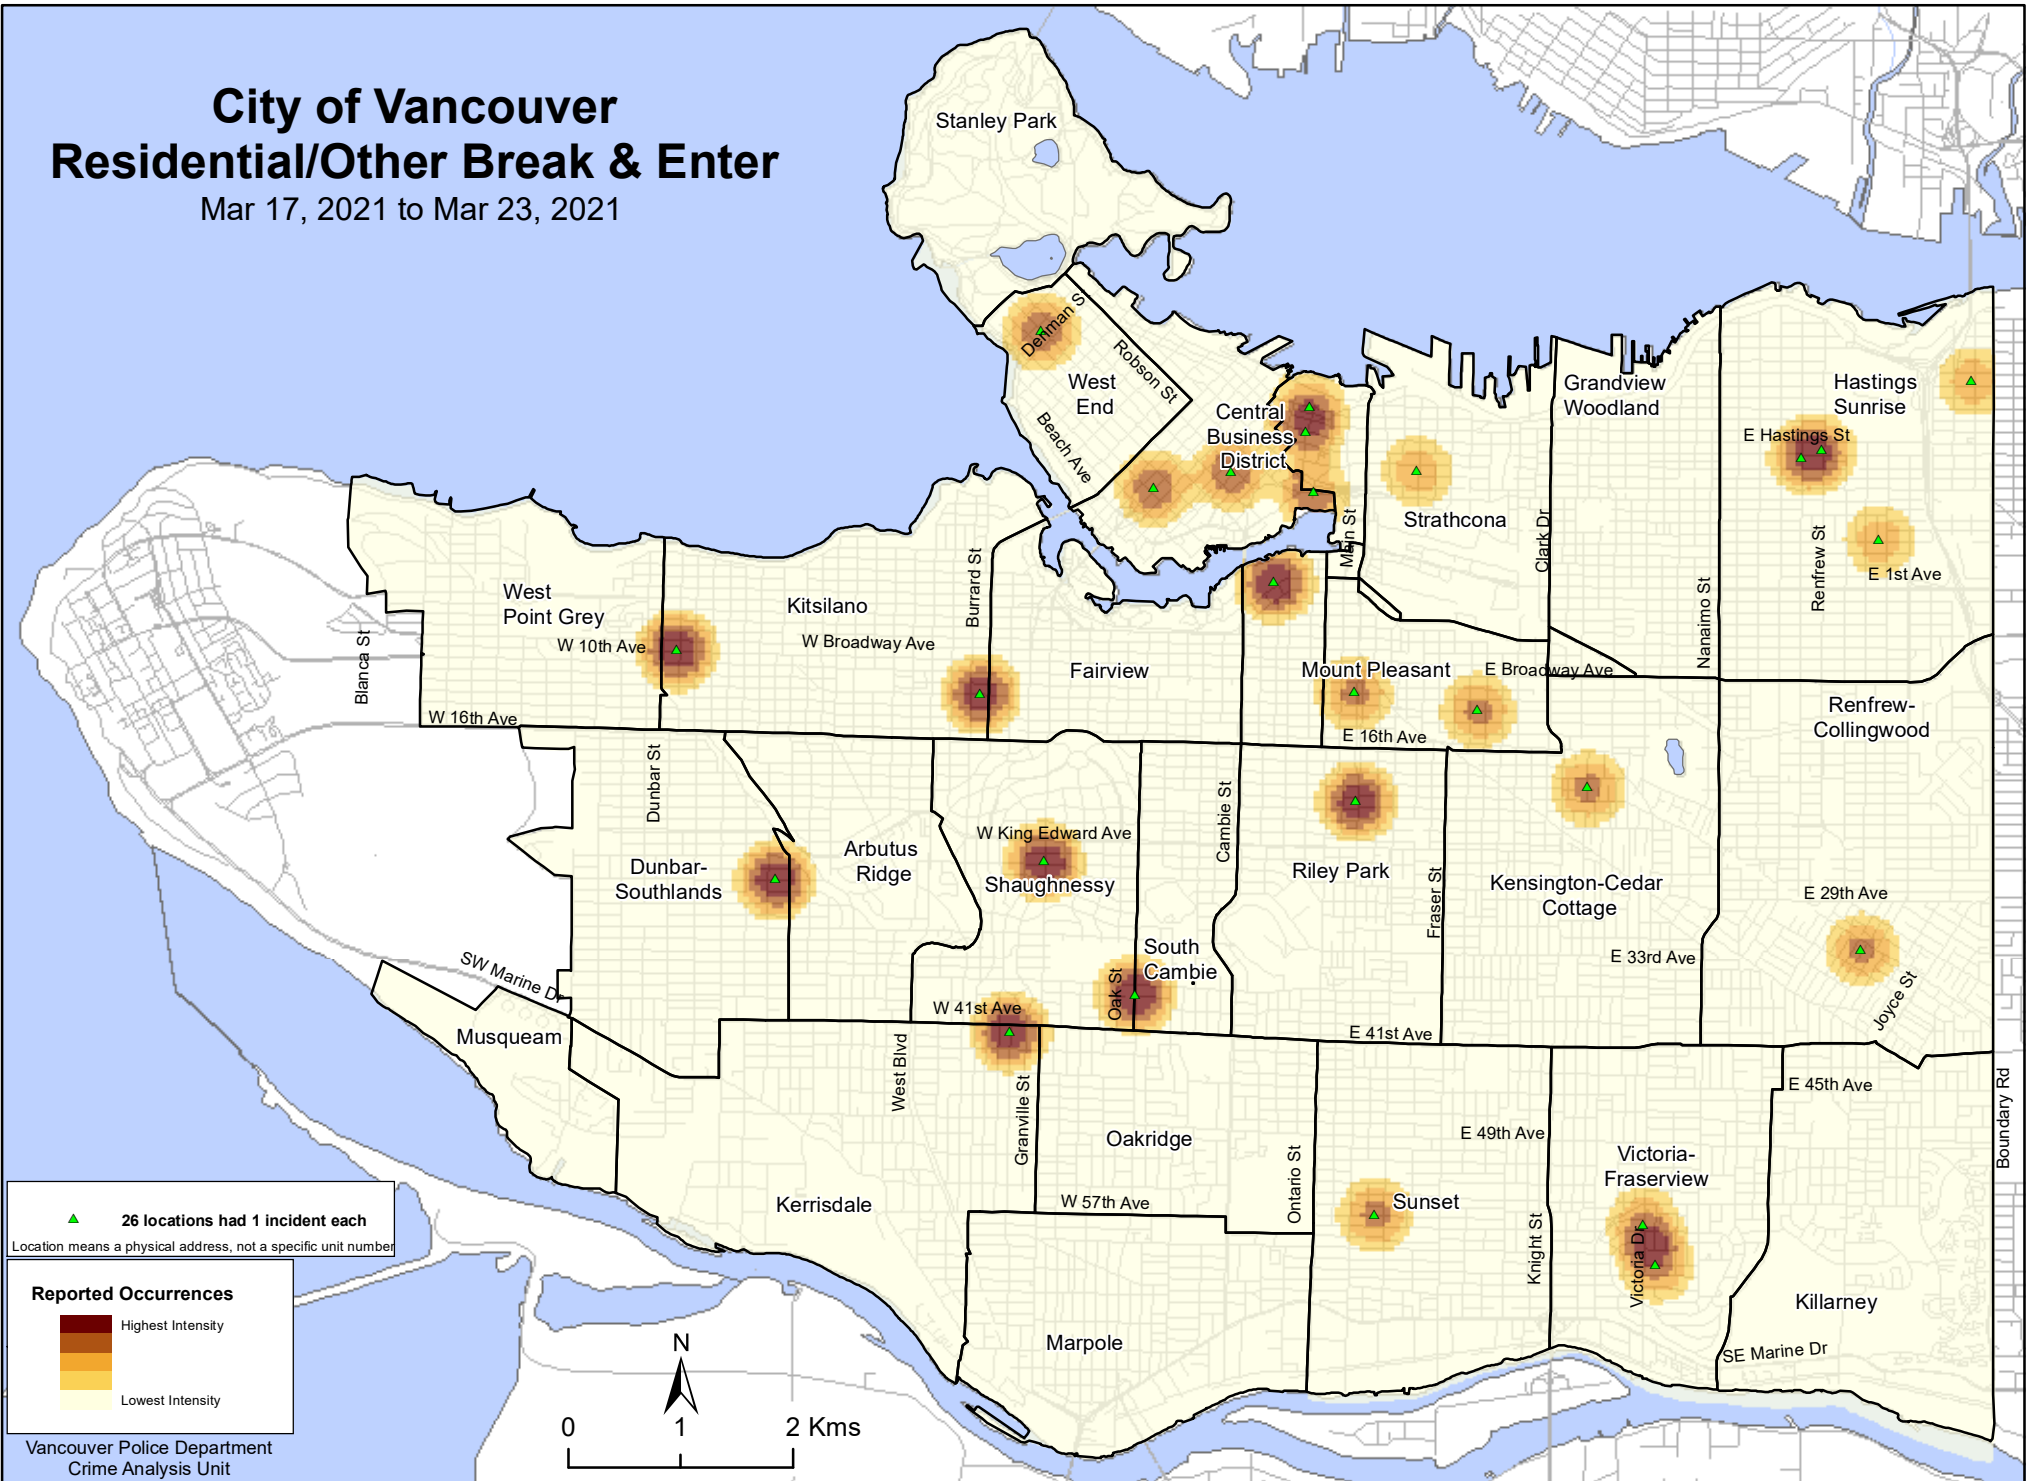 City of Vancouver
Residential/Other Break & Enter
Mar 17, 2021 to Mar 23, 2021
Stanley Park
Denman S
Robson St
West
End
Beach Ave
Central
Business
District
Main St
Strathcona
Clark Dr
Grandview
Woodland
Nanaimo St
Hastings
Sunrise
E Hastings St
Renfrew St
E 1st Ave
West
Point Grey
W 10th Ave
Blanca St
W 16th Ave
Kitsilano
W Broadway Ave
Burrard St
Fairview
Mount Pleasant
E Broadway Ave
E 16th Ave
Renfrew-
Collingwood
Dunbar St
Dunbar-
Southlands
Arbutus
Ridge
W King Edward Ave
Shaughnessy
Cambie St
South
Cambie
Oak St
W 41st Ave
Riley Park
Fraser St
Kensington-Cedar
Cottage
E 33rd Ave
E 29th Ave
Joyce St
E 41st Ave
SW Marine Dr
Musqueam
West Blvd
Granville St
Oakridge
W 57th Ave
Ontario St
Kerrisdale
Marpole
Sunset
E 49th Ave
Knight St
Victoria-
Fraserview
Victoria Dr
E 45th Ave
Killarney
SE Marine Dr
Boundary Rd
26 locations had 1 incident each
Location means a physical address, not a specific unit number
Reported Occurrences
Highest Intensity
Lowest Intensity
Vancouver Police Department
Crime Analysis Unit
N
0 1 2 Kms